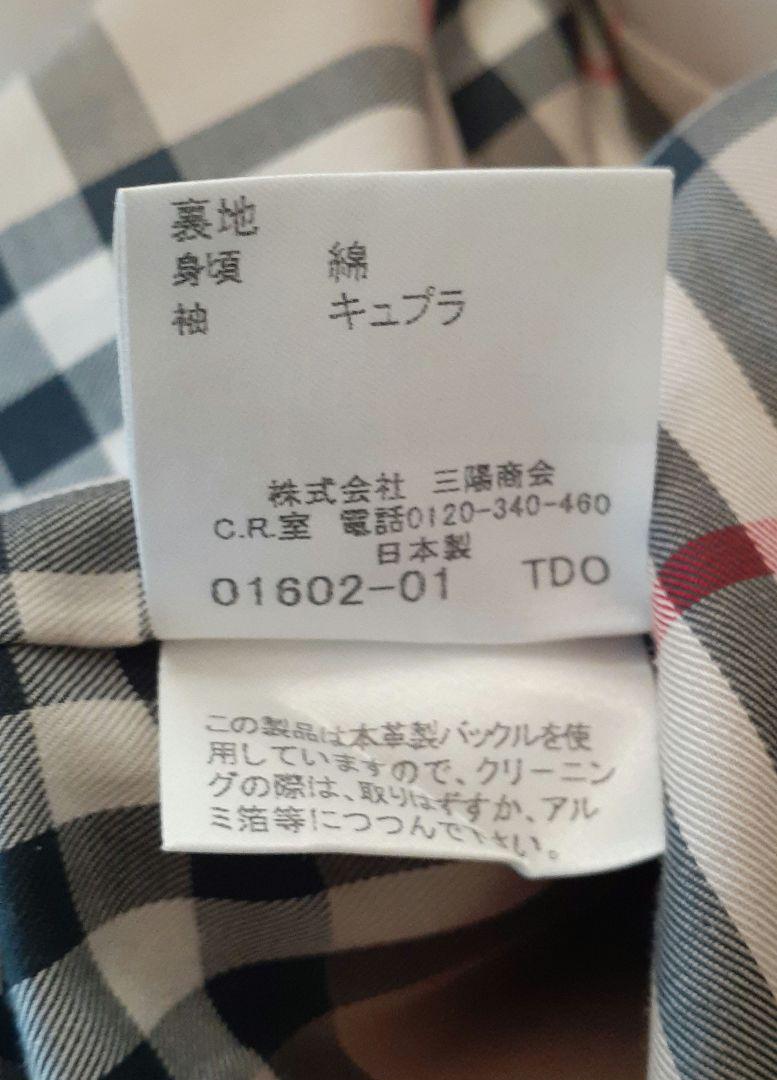 裏地
身頃 綿
袖 キュプラ
株式会社 三陽商会
C.R.室 電話0120-340-460
日本製
01602-01 TDO
この製品は本革製バックルを使
用していますので、クリーニン
グの際は、取りはずすか、アル
ミ箔等につつんで下さい。